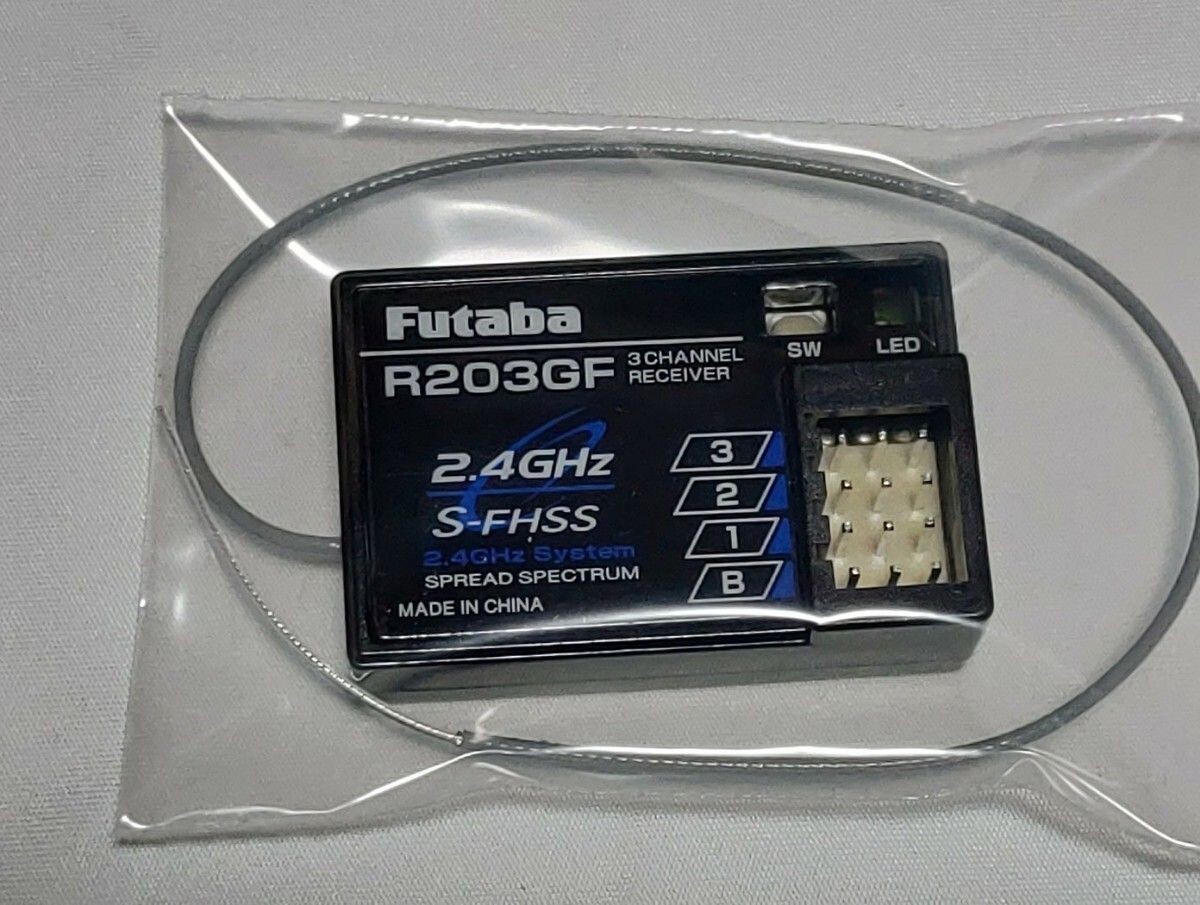 Futaba
R203GF
3 CHANNEL
RECEIVER
SW
LED
2.4GHz
S-FHSS
2.4GHz System
SPREAD SPECTRUM
MADE IN CHINA
3
2
1
B